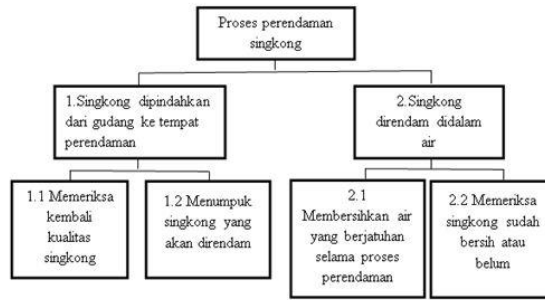 Proses perendaman
singkong
1.Singkong dipindahkan
dari gudang ke tempat
perendaman
2.Singkong
direndam didalam
air
1.1 Memeriksa
kembali
kualitas
singkong
1.2 Menumpuk
singkong yang
akan direndam
2.1
Membersihkan air
yang berjatuhan
selama proses
perendaman
2.2 Memeriksa
singkong sudah
bersih atau
belum